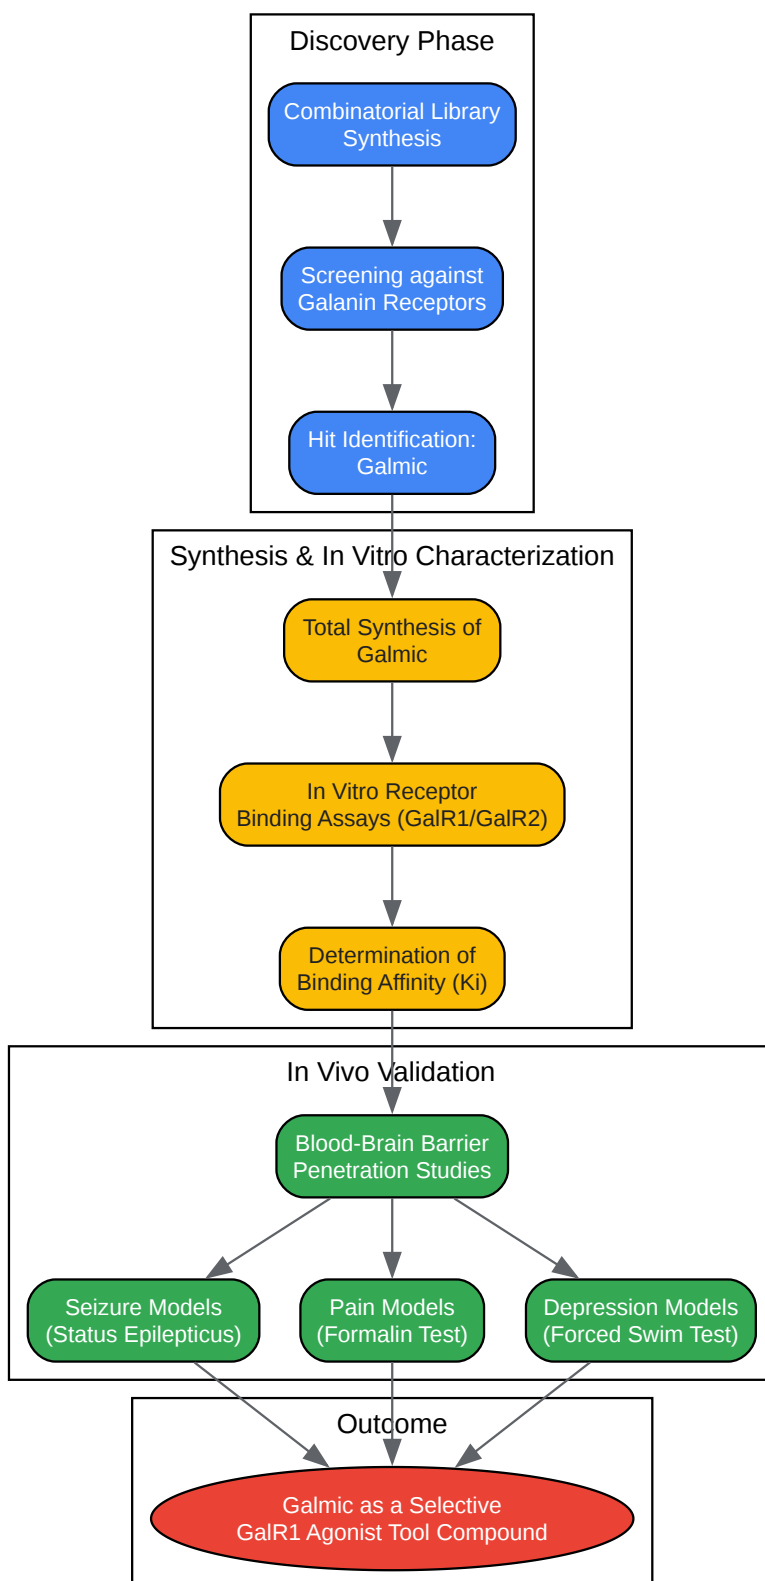 Discovery Phase
Combinatorial Library
Synthesis
Screening against
Galanin Receptors
Hit Identification:
Galmic
Synthesis & In Vitro Characterization
Total Synthesis of
Galmic
In Vitro Receptor
Binding Assays (GalR1/GalR2)
Determination of
Binding Affinity (Ki)
In Vivo Validation
Blood-Brain Barrier
Penetration Studies
Seizure Models
(Status Epilepticus)
Pain Models
(Formalin Test)
Depression Models
(Forced Swim Test)
Outcome
Galmic as a Selective
GalR1 Agonist Tool Compound